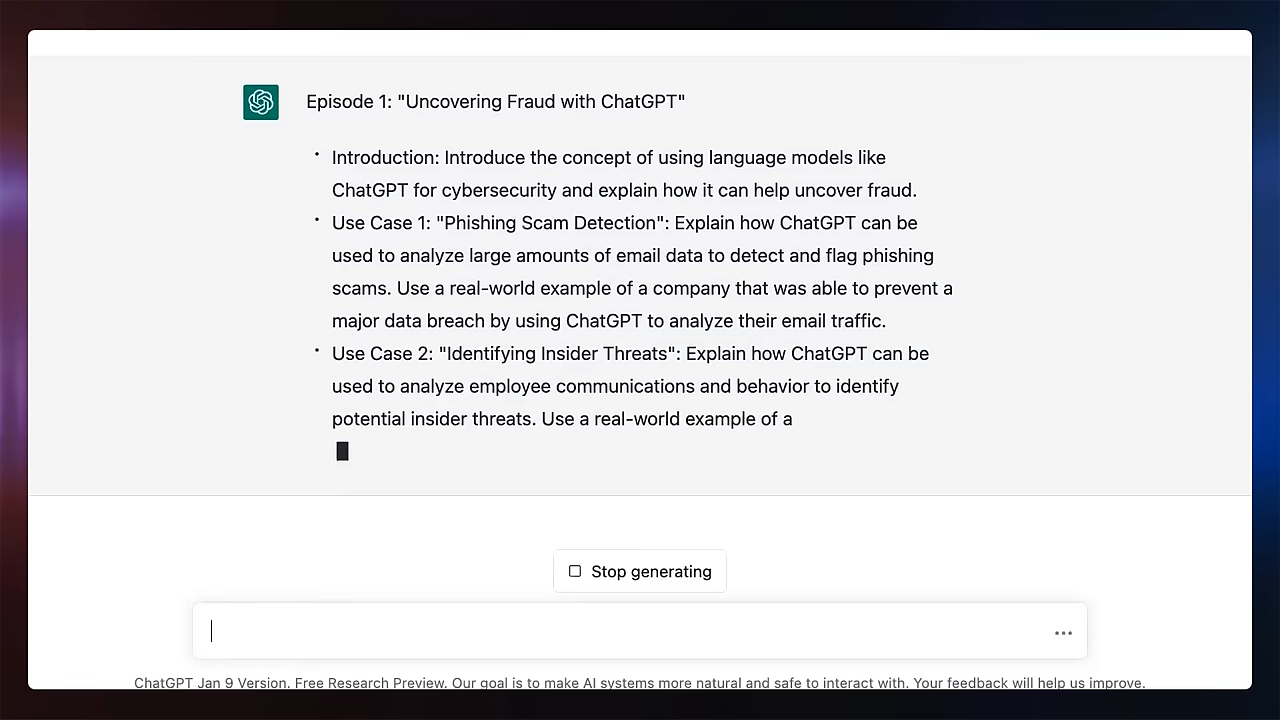 Episode 1: "Uncovering Fraud with ChatGPT"
• Introduction: Introduce the concept of using language models like
ChatGPT for cybersecurity and explain how it can help uncover fraud.
• Use Case 1: "Phishing Scam Detection": Explain how ChatGPT can be
used to analyze large amounts of email data to detect and flag phishing
scams. Use a real-world example of a company that was able to prevent a
major data breach by using ChatGPT to analyze their email traffic.
• Use Case 2: "Identifying Insider Threats": Explain how ChatGPT can be
used to analyze employee communications and behavior to identify
potential insider threats. Use a real-world example of a
Stop generating
ChatGPT Jan 9 Version. Free Research Preview. Our goal is to make AI systems more natural and safe to interact with. Your feedback will help us improve.